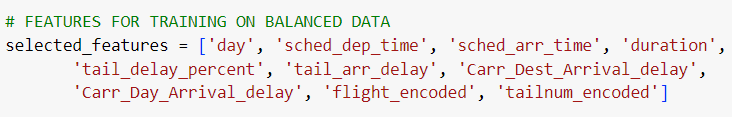 # FEATURES FOR TRAINING ON BALANCED DATA
selected_features = ['day', 'sched_dep_time', 'sched_arr_time', 'duration',
'tail_delay_percent', 'tail_arr_delay', 'Carr_Dest_Arrival_delay',
'Carr_Day_Arrival_delay', 'flight_encoded', 'tailnum_encoded']